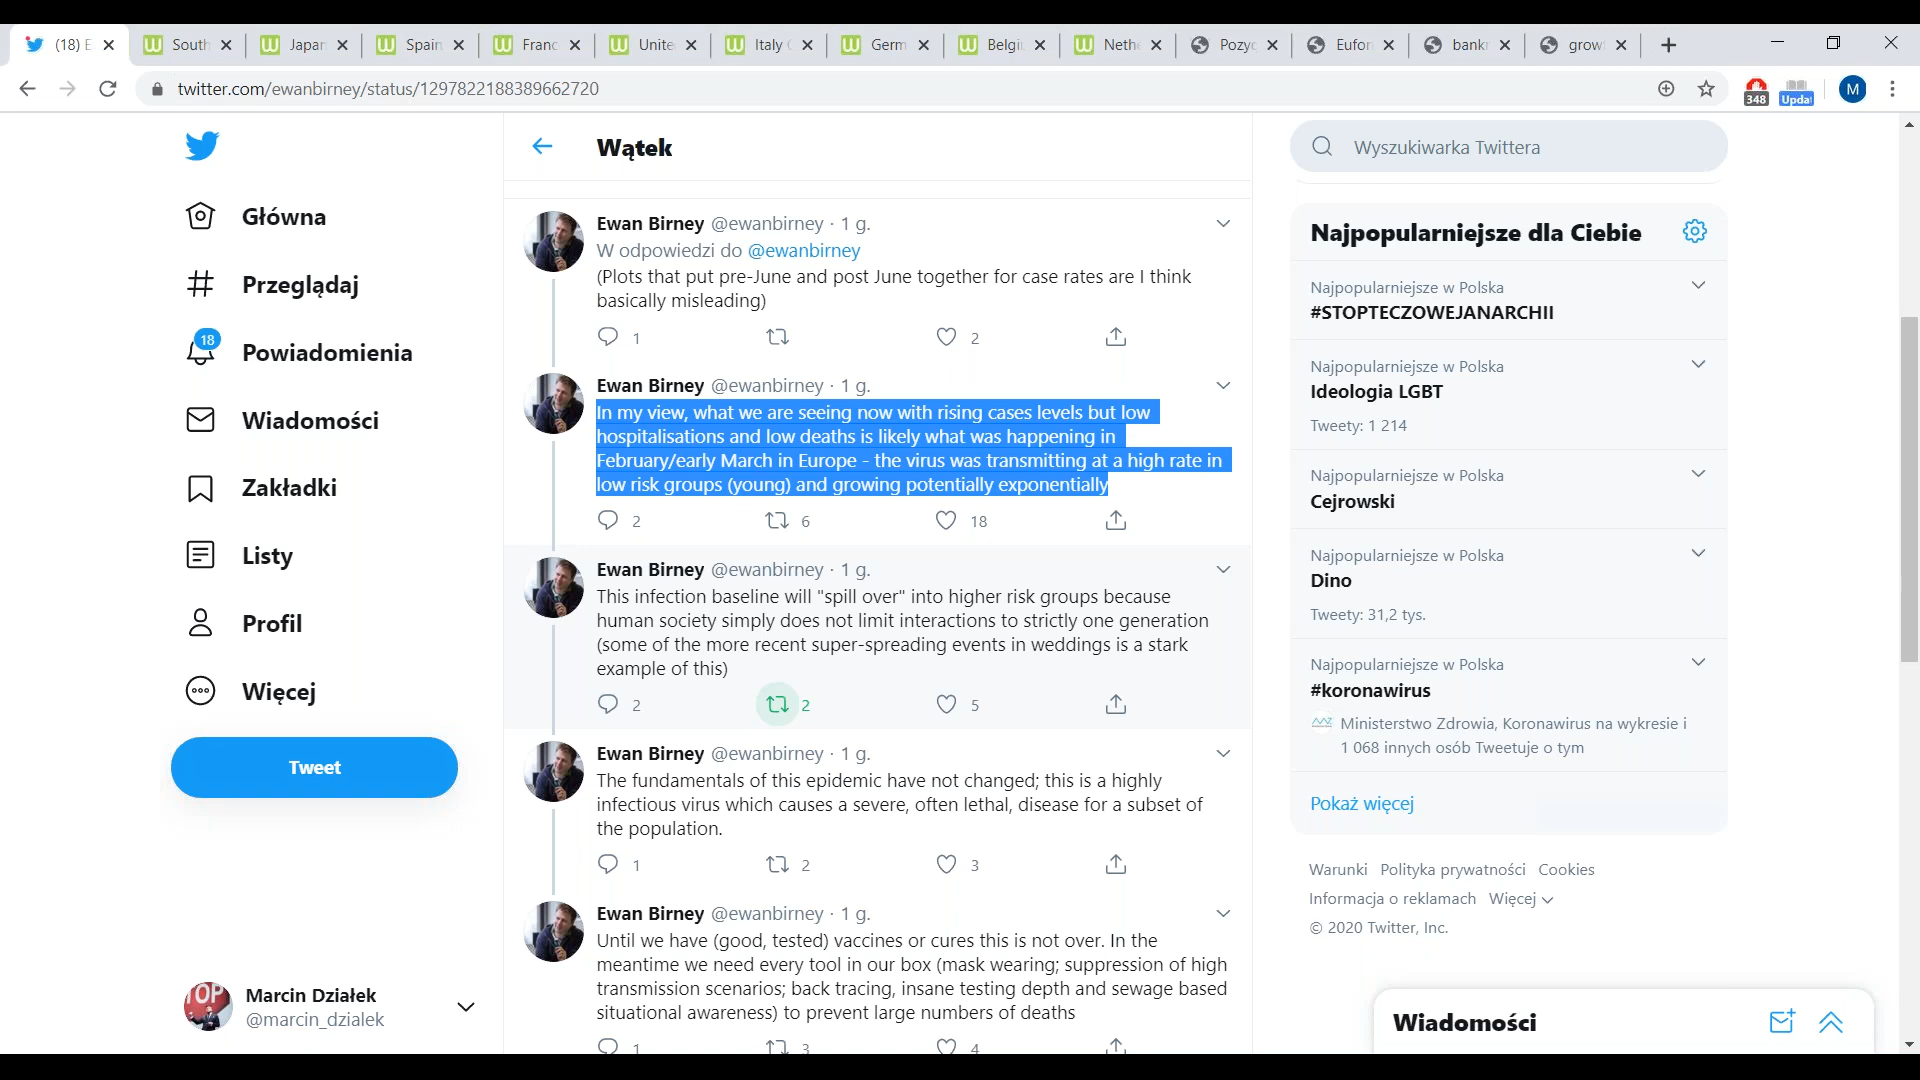 (18) E
South
Japan
Spain
Franc
Unite
Italy (
Germ
Belgi
Neth
Pozyc
Eufor
bank
grow
twitter.com/ewanbirney/status/1297822188389662720
348
Updat
M
Główna
Przeglądaj
18
Powiadomienia
Wiadomości
Zakładki
Listy
Profil
Więcej
Tweet
Marcin Działek
@marcin_dzialek
Wątek
Ewan Birney @ewanbirney · 1 g.
W odpowiedzi do @ewanbirney
(Plots that put pre-June and post June together for case rates are I think
basically misleading)
1 2
Ewan Birney @ewanbirney · 1 g.
In my view, what we are seeing now with rising cases levels but low
hospitalisations and low deaths is likely what was happening in
February/early March in Europe - the virus was transmitting at a high rate in
low risk groups (young) and growing potentially exponentially
2 6 18
Ewan Birney @ewanbirney · 1 g.
This infection baseline will "spill over" into higher risk groups because
human society simply does not limit interactions to strictly one generation
(some of the more recent super-spreading events in weddings is a stark
example of this)
2 2 5
Ewan Birney @ewanbirney · 1 g.
The fundamentals of this epidemic have not changed; this is a highly
infectious virus which causes a severe, often lethal, disease for a subset of
the population.
1 2 3
Ewan Birney @ewanbirney · 1 g.
Until we have (good, tested) vaccines or cures this is not over. In the
meantime we need every tool in our box (mask wearing; suppression of high
transmission scenarios; back tracing, insane testing depth and sewage based
situational awareness) to prevent large numbers of deaths
1 3 4
Wyszukiwarka Twittera
Najpopularniejsze dla Ciebie
Najpopularniejsze w Polska
#STOPTECZOWEJANARCHII
Najpopularniejsze w Polska
Ideologia LGBT
Tweety: 1 214
Najpopularniejsze w Polska
Cejrowski
Najpopularniejsze w Polska
Dino
Tweety: 31,2 tys.
Najpopularniejsze w Polska
#koronawirus
Ministerstwo Zdrowia, Koronawirus na wykresie i
1 068 innych osób Tweetuje o tym
Pokaż więcej
Warunki Polityka prywatności Cookies
Informacja o reklamach Więcej
© 2020 Twitter, Inc.
Wiadomości